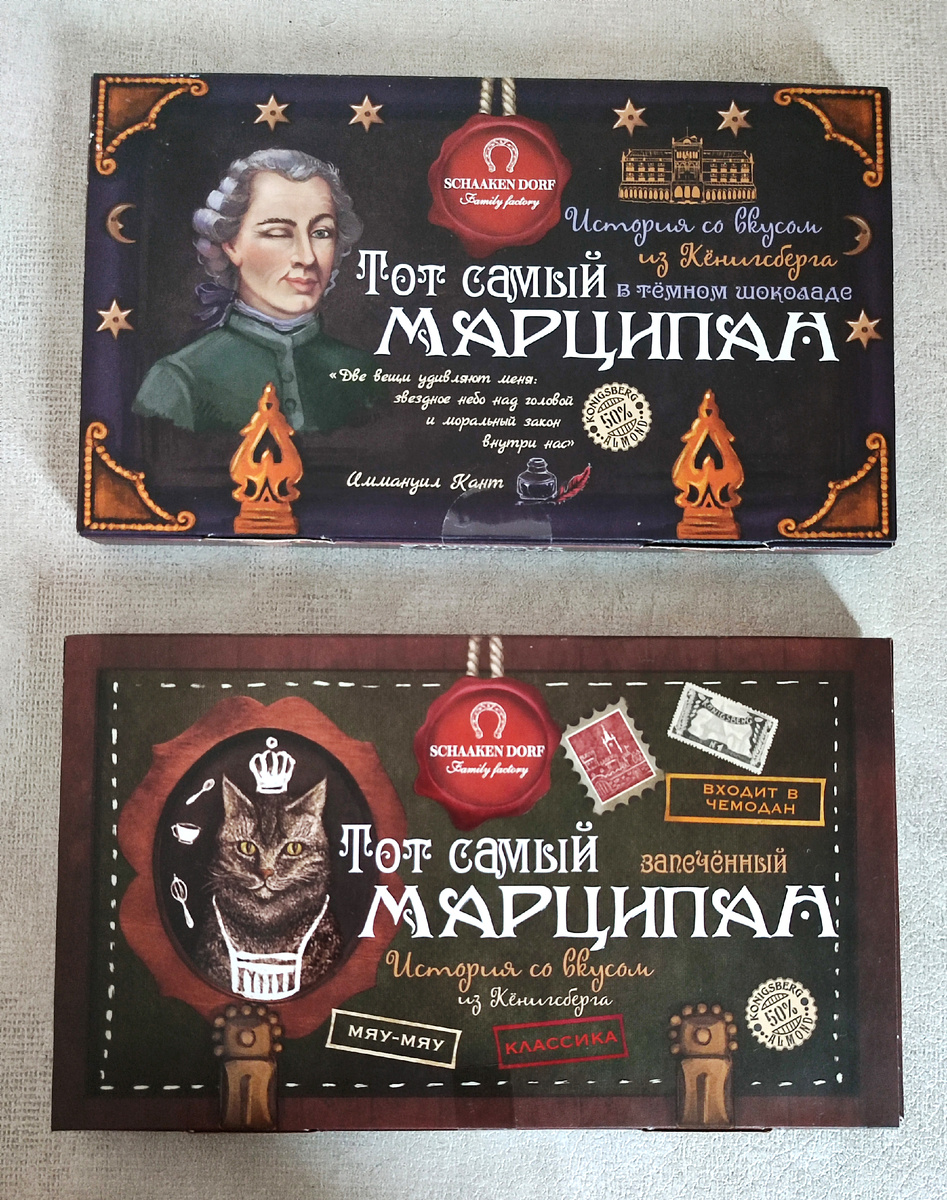 SCHAAKEN DORF
Family factory
История со вкусом
из Кёнигсберга
Тот самый
в тёмном шоколаде
МАРЦИПАН
«Две вещи удивляют меня:
звездное небо над головой
и моральный закон
внутри нас»
Иммануил Кант
KONIGSBERG
50%
ALMOND
SCHAAKEN DORF
Family factory
KONIGSBERG
№1
ВХОДИТ В
ЧЕМОДАН
Тот самый
запечённый
МАРЦИПАН
История со вкусом
из Кёнигсберга
МЯУ-МЯУ
КЛАССИКА
KONIGSBERG
50%
ALMOND